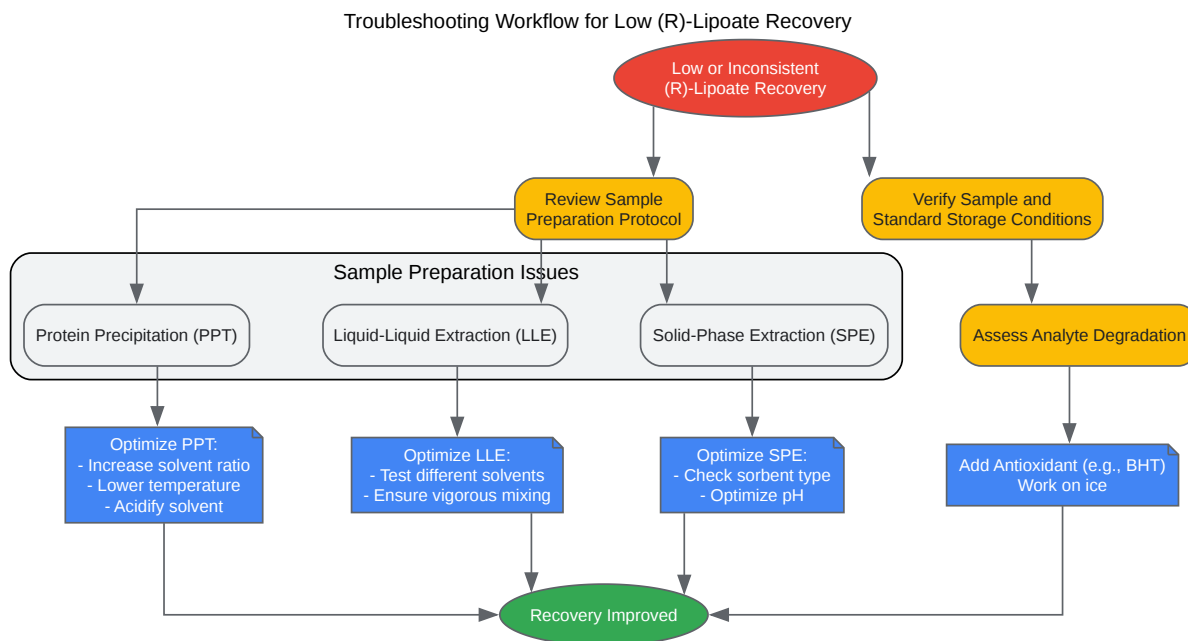 Troubleshooting Workflow for Low (R)-Lipoate Recovery
Low or Inconsistent
(R)-Lipoate Recovery
Review Sample
Preparation Protocol
Verify Sample and
Standard Storage Conditions
Sample Preparation Issues
Protein Precipitation (PPT)
Liquid-Liquid Extraction (LLE)
Solid-Phase Extraction (SPE)
Assess Analyte Degradation
Optimize PPT:
- Increase solvent ratio
- Lower temperature
- Acidify solvent
Optimize LLE:
- Test different solvents
- Ensure vigorous mixing
Optimize SPE:
- Check sorbent type
- Optimize pH
Add Antioxidant (e.g., BHT)
Work on ice
Recovery Improved